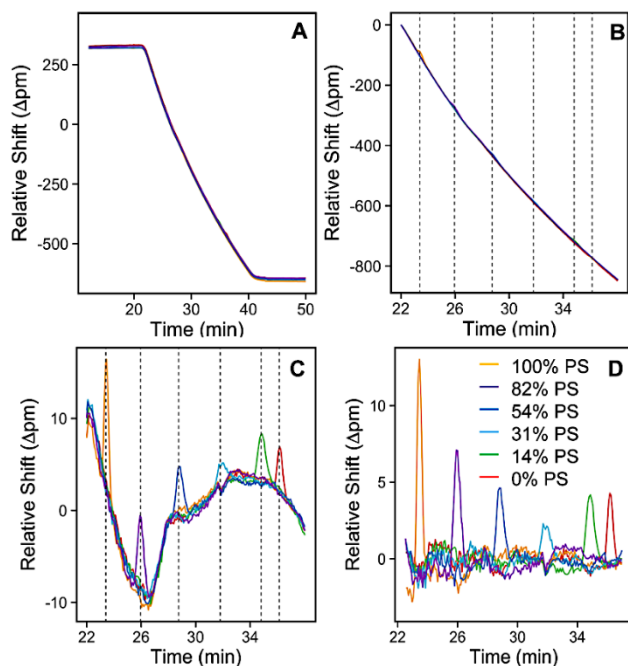 A
Relative Shift (Δpm)
250
0
-250
-500
20
30
40
50
Time (min)
B
Relative Shift (Δpm)
0
-200
-400
-600
-800
22
26
30
34
Time (min)
C
Relative Shift (Δpm)
10
0
-10
22
26
30
34
Time (min)
D
Relative Shift (Δpm)
10
5
0
22
26
30
34
Time (min)
100% PS
82% PS
54% PS
31% PS
14% PS
0% PS